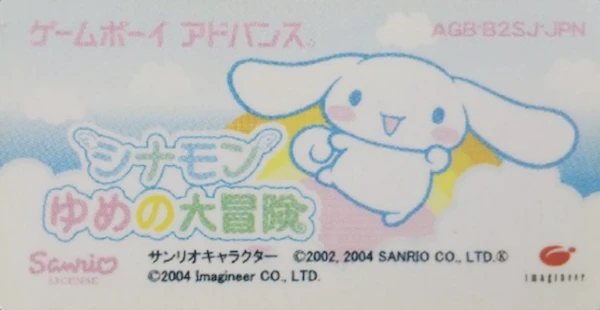 ゲームボーイ アドバンス。 AGB-B2SJ-JPN
シナモン
ゆめの大冒険
Sanrio
LICENSE
サンリオキャラクター ©2002, 2004 SANRIO CO., LTD.®
©2004 Imagineer CO., LTD.
imagineer